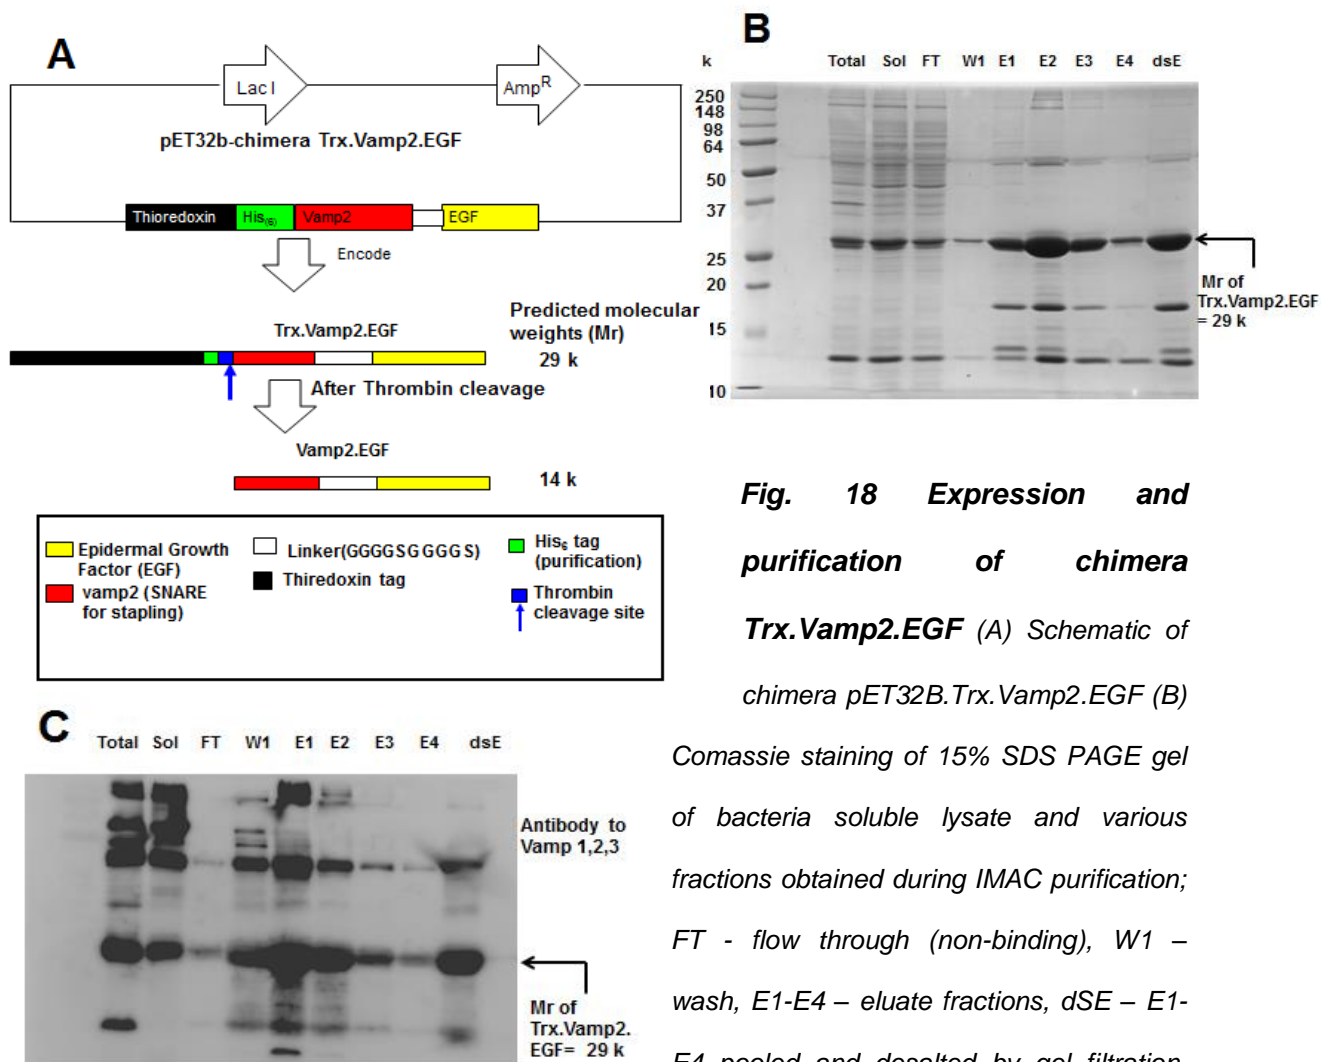 A
Lac I
Amp^R
pET32b-chimera Trx.Vamp2.EGF
Thioredoxin His(6) Vamp2 EGF
Encode
Predicted molecular
weights (Mr)
Trx.Vamp2.EGF
29 k
After Thrombin cleavage
Vamp2.EGF
14 k
Epidermal Growth
Factor (EGF)
vamp2 (SNARE
for stapling)
Linker(GGGGSGGGGS)
Thiredoxin tag
His6 tag
(purification)
Thrombin
cleavage site
B
k Total Sol FT W1 E1 E2 E3 E4 dsE
250
148
98
64
50
37
25
20
15
10
Mr of
Trx.Vamp2.EGF
= 29 k
Fig. 18 Expression and
purification of chimera
Trx.Vamp2.EGF (A) Schematic of
chimera pET32B.Trx.Vamp2.EGF (B)
Comassie staining of 15% SDS PAGE gel
of bacteria soluble lysate and various
fractions obtained during IMAC purification;
FT - flow through (non-binding), W1 –
wash, E1-E4 – eluate fractions, dSE – E1-
E4 pooled and desalted by gel filtration
C
Total Sol FT W1 E1 E2 E3 E4 dsE
Antibody to
Vamp 1,2,3
Mr of
Trx.Vamp2.
EGF= 29 k